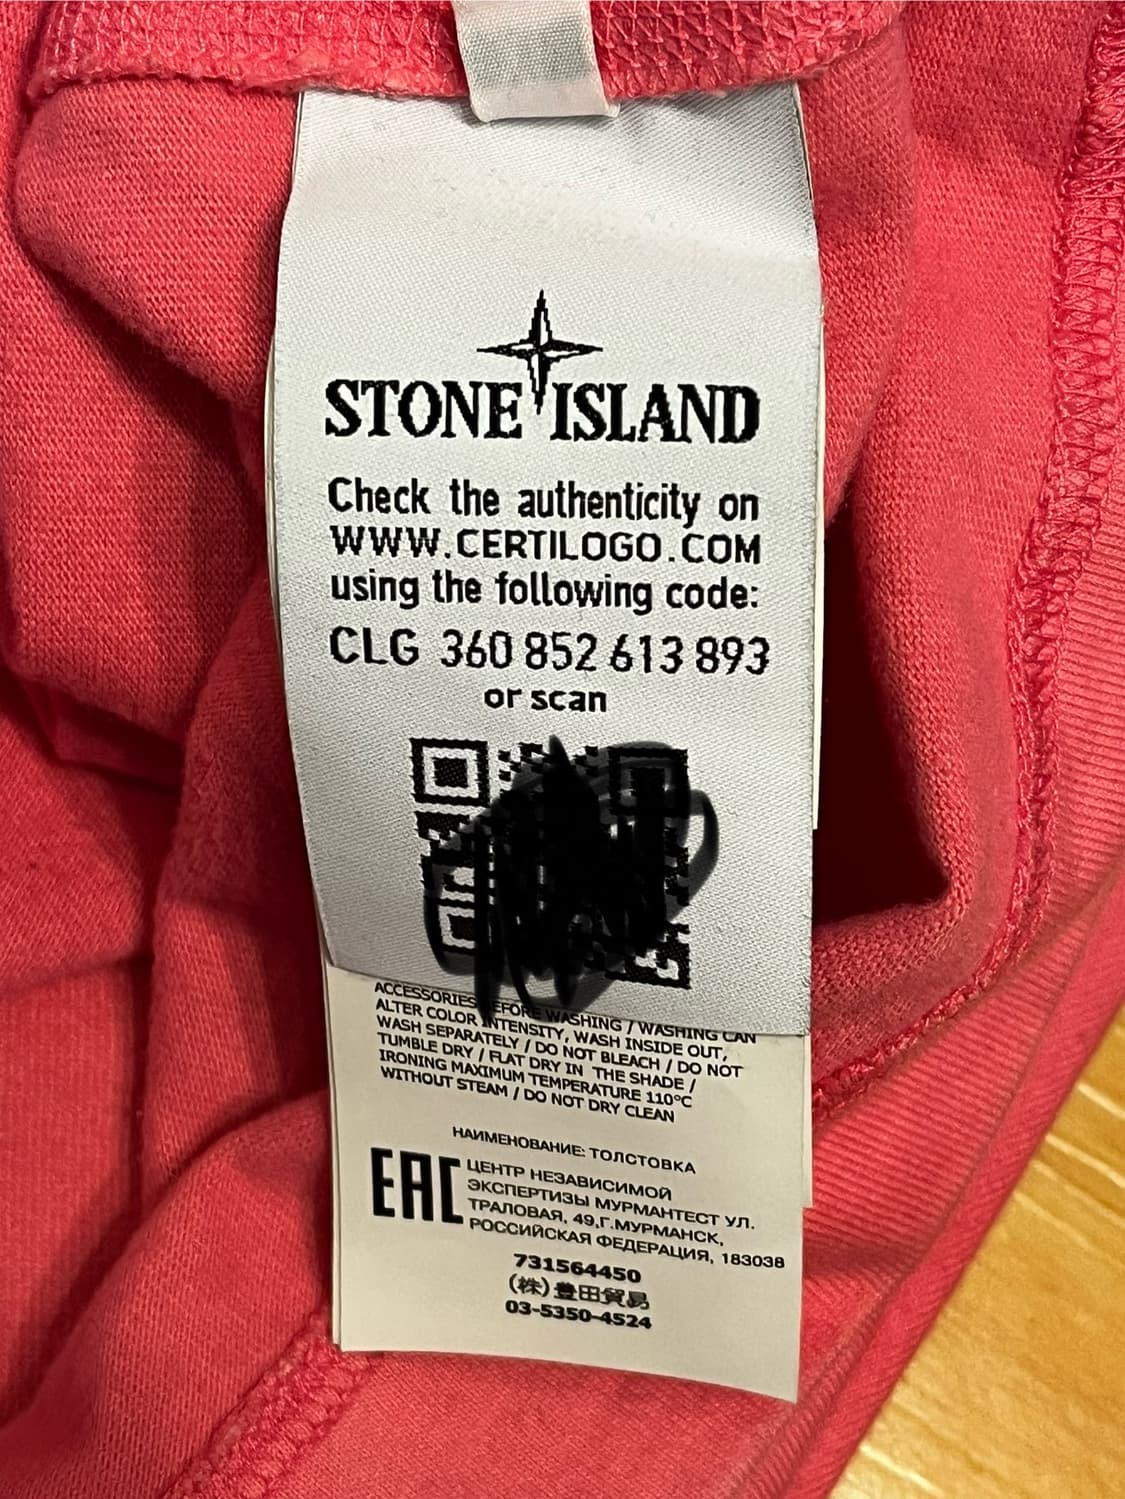 STONE ISLAND
Check the authenticity on
WWW.CERTILOGO.COM
using the following code:
CLG 360 852 613 893
or scan
ACCESSORIES BEFORE WASHING / WASHING CAN
ALTER COLOR INTENSITY, WASH INSIDE OUT,
WASH SEPARATELY / DO NOT BLEACH / DO NOT
TUMBLE DRY / FLAT DRY IN THE SHADE /
IRONING MAXIMUM TEMPERATURE 110°C
WITHOUT STEAM / DO NOT DRY CLEAN
НАИМЕНОВАНИЕ: ТОЛСТОВКА
EAC
ЦЕНТР НЕЗАВИСИМОЙ
ЭКСПЕРТИЗЫ МУРМАНТЕСТ УЛ.
ТРАЛОВАЯ, 49,Г.МУРМАНСК,
РОССИЙСКАЯ ФЕДЕРАЦИЯ, 183038
731564450
(株)豊田貿易
03-5350-4524